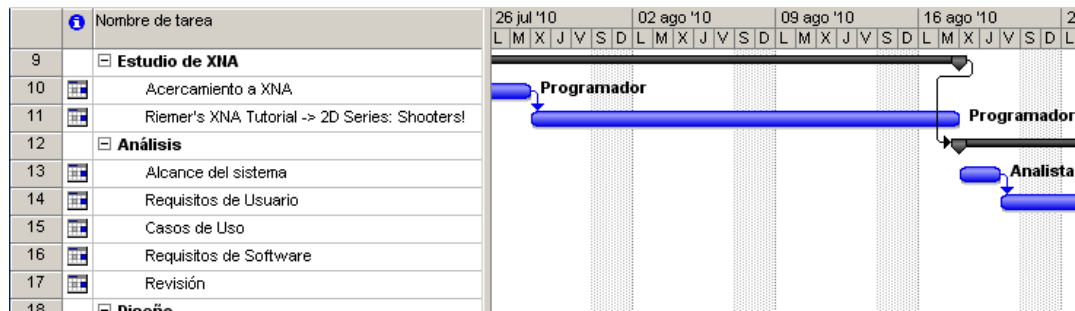 Nombre de tarea 26 jul '10 02 ago '10 09 ago '10 16 ago '10 2
L M X J V S D L M X J V S D L M X J V S D L M X J V S D L
9 Estudio de XNA
10 Acercamiento a XNA Programador
11 Riemer's XNA Tutorial -> 2D Series: Shooters! Programador
12 Análisis
13 Alcance del sistema Analista
14 Requisitos de Usuario
15 Casos de Uso
16 Requisitos de Software
17 Revisión
18 Diseño